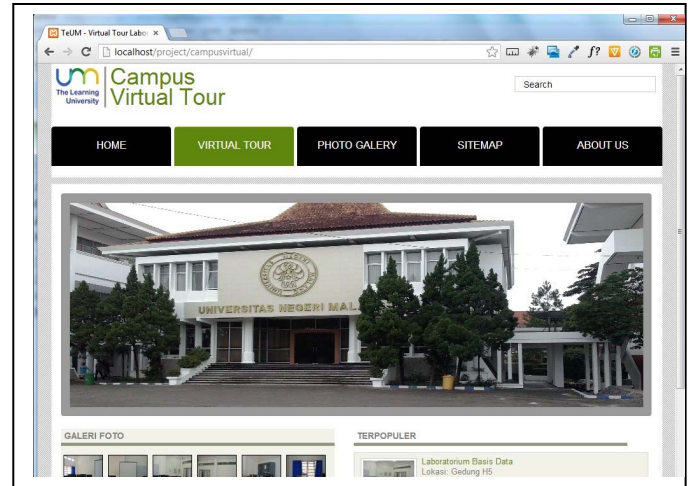 TeUM - Virtual Tour Labo
localhost/project/campusvirtual/
f?
UM
The Learning
University
Campus
Virtual Tour
Search
HOME
VIRTUAL TOUR
PHOTO GALERY
SITEMAP
ABOUT US
UNIVERSITAS NEGERI MAL
GALERI FOTO
TERPOPULER
Laboratorium Basis Data
Lokasi: Gedung H5